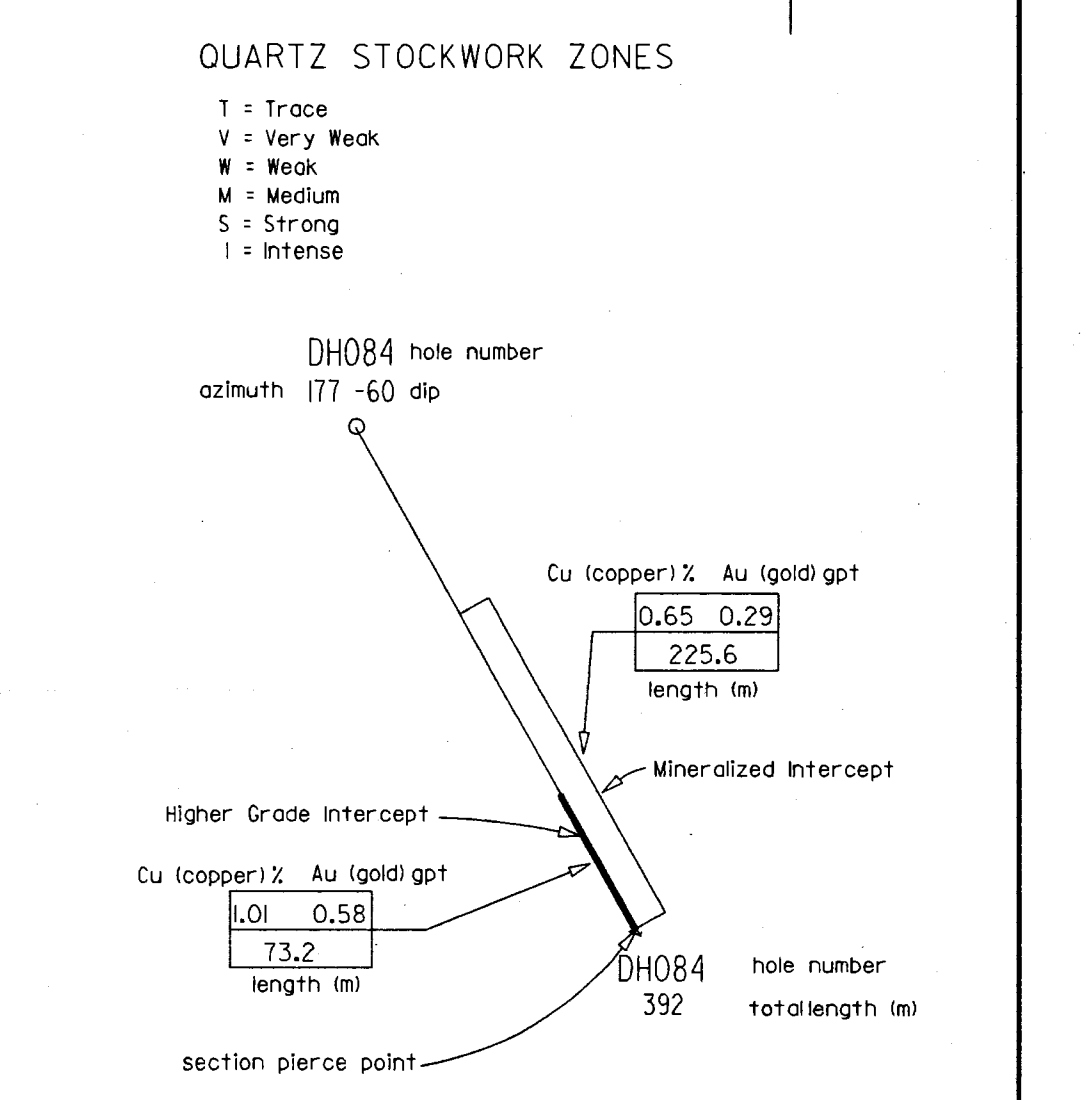 QUARTZ STOCKWORK ZONES
T = Trace
V = Very Weak
W = Weak
M = Medium
S = Strong
I = Intense
DH084 hole number
azimuth 177 -60 dip
Cu (copper) % Au (gold) gpt
0.65 0.29
225.6
length (m)
Mineralized Intercept
Higher Grade Intercept
Cu (copper) % Au (gold) gpt
1.01 0.58
73.2
length (m)
DH084 hole number
392 total length (m)
section pierce point